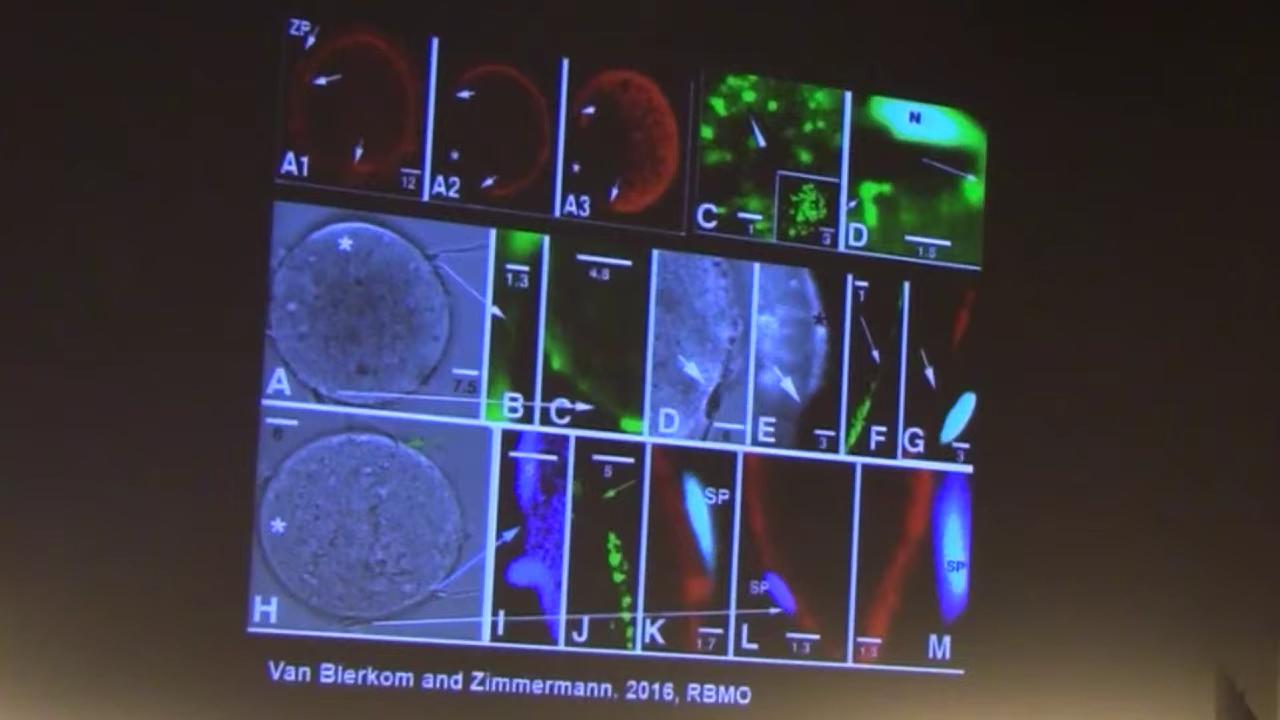 ZP
A1
12
A2
*
A3
*
C
1
3
N
D
1.5
*
A
7.5
1.3
B
4.8
C
D
*
E
3
1
F
G
3
6
*
H
I
5
J
SP
K
1.7
SP
L
1.3
SP
1.5
M
Van Blerkom and Zimmermann. 2016, RBMO